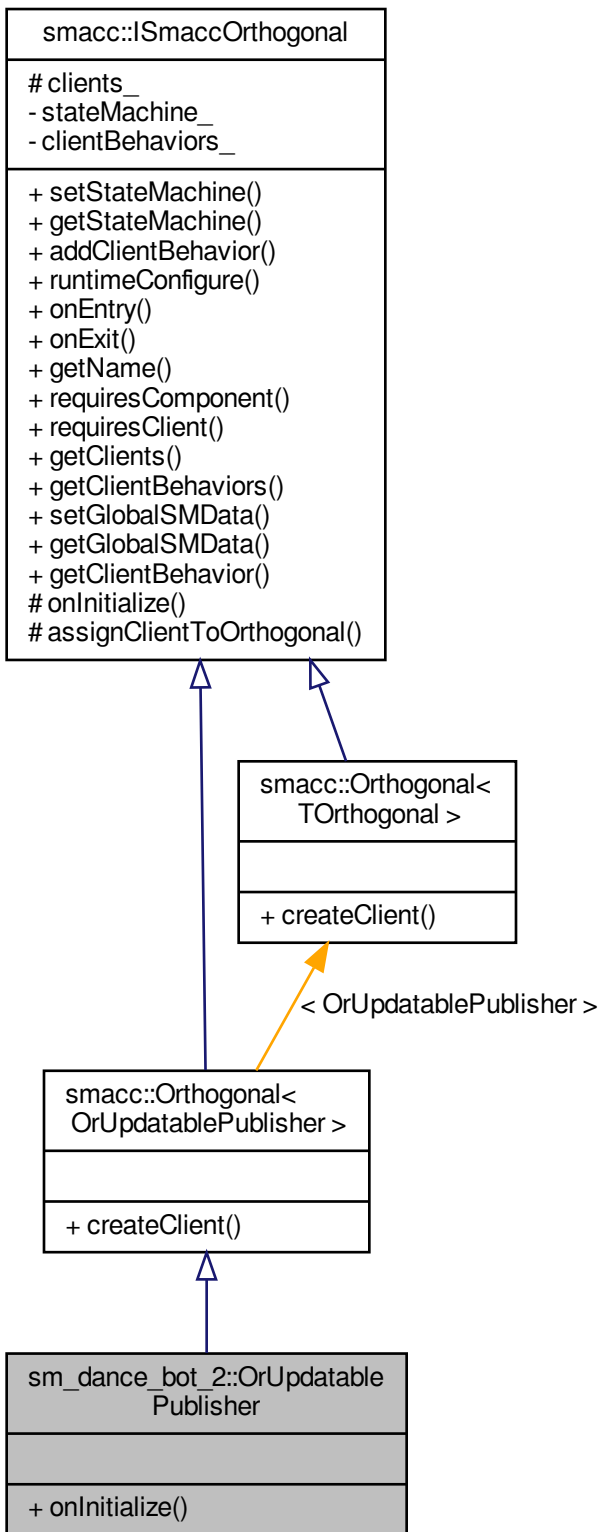 smacc::ISmaccOrthogonal
# clients_
- stateMachine_
- clientBehaviors_
+ setStateMachine()
+ getStateMachine()
+ addClientBehavior()
+ runtimeConfigure()
+ onEntry()
+ onExit()
+ getName()
+ requiresComponent()
+ requiresClient()
+ getClients()
+ getClientBehaviors()
+ setGlobalSMData()
+ getGlobalSMData()
+ getClientBehavior()
# onInitialize()
# assignClientToOrthogonal()
smacc::Orthogonal<
TOrthogonal >
+ createClient()
< OrUpdatablePublisher >
smacc::Orthogonal<
OrUpdatablePublisher >
+ createClient()
sm_dance_bot_2::OrUpdatable
Publisher
+ onInitialize()